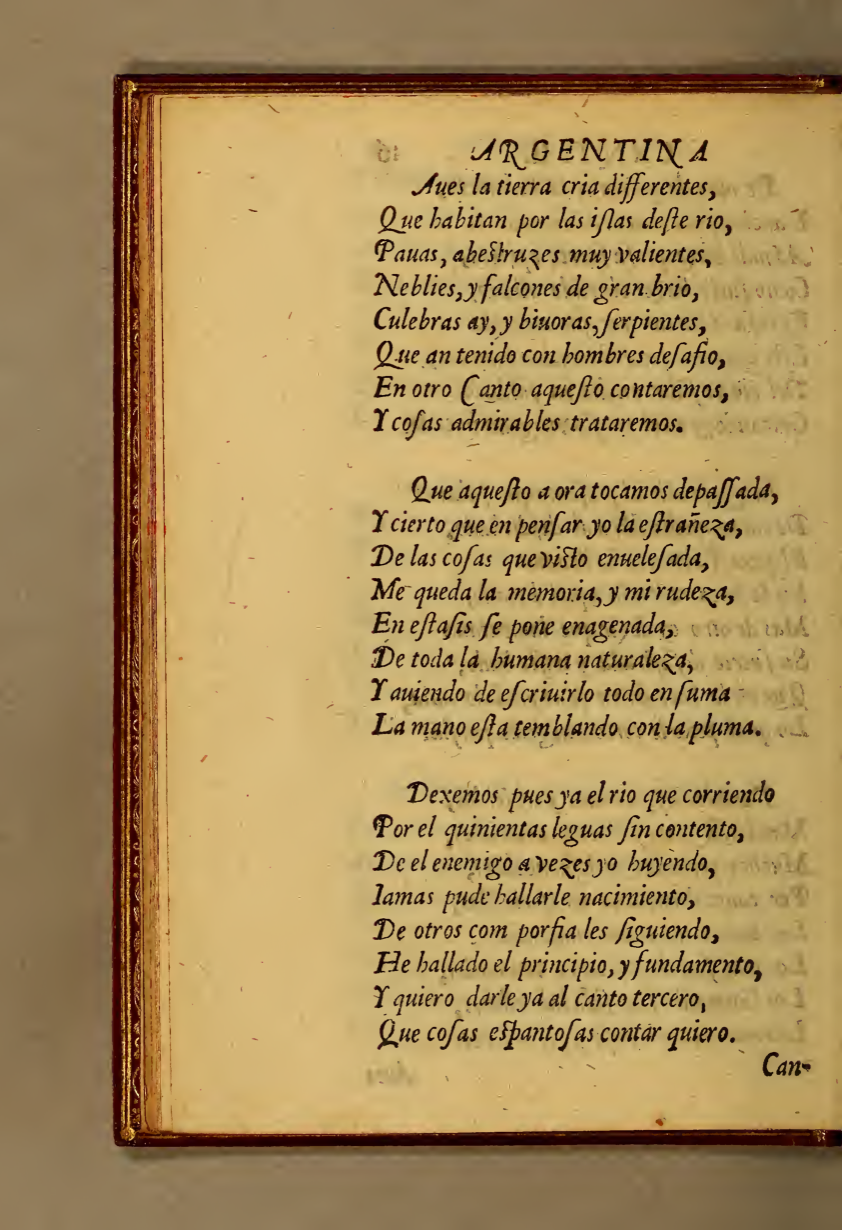 ARGENTINA
Aues la tierra cria differentes,
Que habitan por las iſlas deſte rio,
Pauas, abeſtruzes muy valientes,
Neblies, y falcones de gran brio,
Culebras ay, y biuoras, ſerpientes,
Que an tenido con hombres deſafio,
En otro Canto aqueſto contaremos,
Y coſas admirables trataremos.
Que aqueſto a ora tocamos depaſſada,
Y cierto que en penſar yo la eſtrañeza,
De las coſas que viſto enueleſada,
Me queda la memoria, y mi rudeza,
En eſtaſis ſe pone enagenada,
De toda la humana naturaleza,
Y auiendo de eſcriuirlo todo en ſuma
La mano eſta temblando con la pluma.
Dexemos pues ya el rio que corriendo
Por el quinientas leguas ſin contento,
De el enemigo a vezes yo huyendo,
Iamas pude hallarle nacimiento,
De otros com porfia les ſiguiendo,
He hallado el principio, y fundamento,
Y quiero darle ya al canto tercero,
Que coſas eſpantoſas contar quiero.
Can-